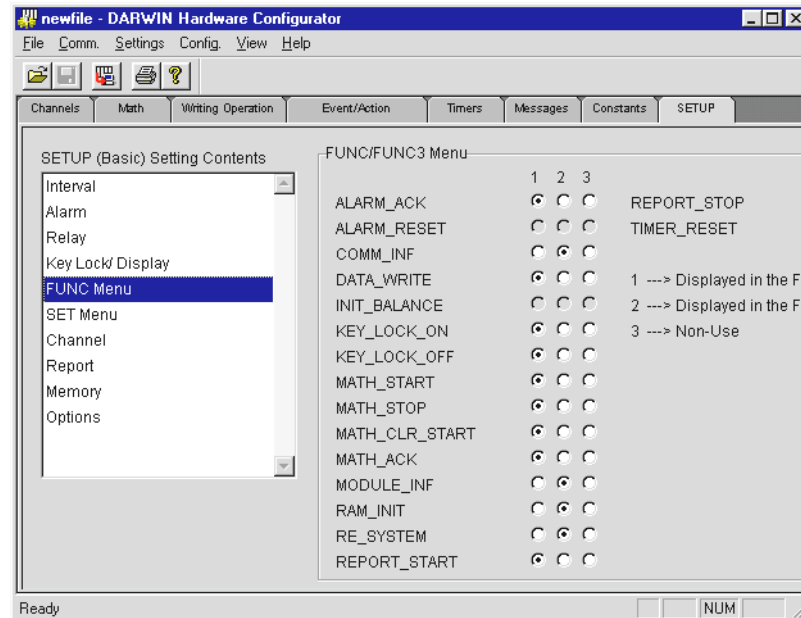 newfile - DARWIN Hardware Configurator
File Comm. Settings Config. View Help
Channels Math Writing Operation Event/Action Timers Messages Constants SETUP
SETUP (Basic) Setting Contents
Interval
Alarm
Relay
Key Lock/ Display
FUNC Menu
SET Menu
Channel
Report
Memory
Options
FUNC/FUNC3 Menu
1 2 3
ALARM_ACK
ALARM_RESET
COMM_INF
DATA_WRITE
INIT_BALANCE
KEY_LOCK_ON
KEY_LOCK_OFF
MATH_START
MATH_STOP
MATH_CLR_START
MATH_ACK
MODULE_INF
RAM_INIT
RE_SYSTEM
REPORT_START
REPORT_STOP
TIMER_RESET
1 ---> Displayed in the F
2 ---> Displayed in the F
3 ---> Non-Use
Ready NUM